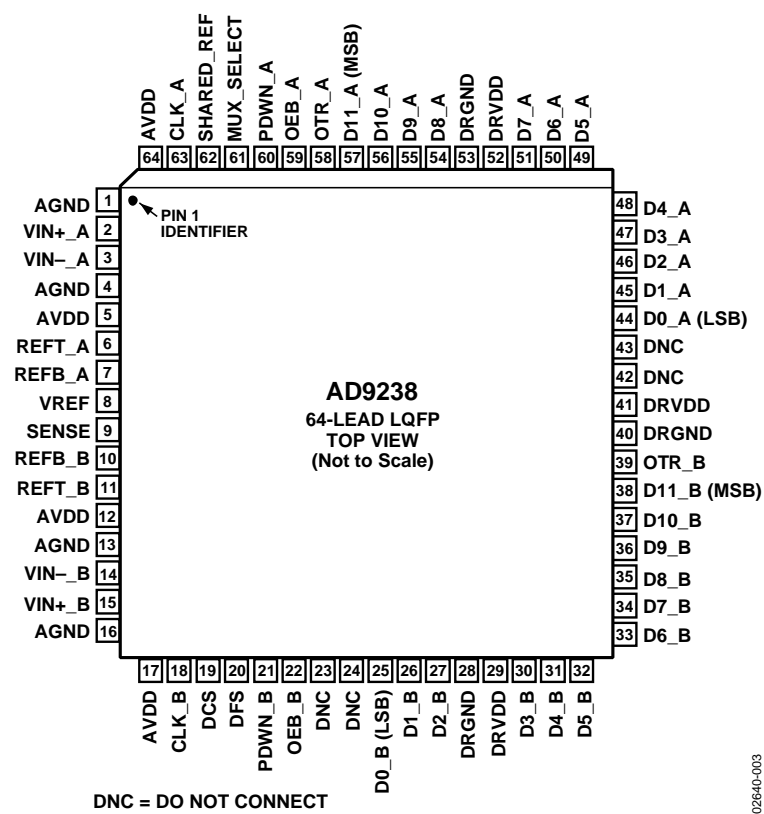 AVDD
CLK_A
SHARED_REF
MUX_SELECT
PDWN_A
OEB_A
OTR_A
D11_A (MSB)
D10_A
D9_A
D8_A
DRGND
DRVDD
D7_A
D6_A
D5_A
64 63 62 61 60 59 58 57 56 55 54 53 52 51 50 49
AGND 1
VIN+_A 2
VIN–_A 3
AGND 4
AVDD 5
REFT_A 6
REFB_A 7
VREF 8
SENSE 9
REFB_B 10
REFT_B 11
AVDD 12
AGND 13
VIN–_B 14
VIN+_B 15
AGND 16
PIN 1
IDENTIFIER
AD9238
64-LEAD LQFP
TOP VIEW
(Not to Scale)
48 D4_A
47 D3_A
46 D2_A
45 D1_A
44 D0_A (LSB)
43 DNC
42 DNC
41 DRVDD
40 DRGND
39 OTR_B
38 D11_B (MSB)
37 D10_B
36 D9_B
35 D8_B
34 D7_B
33 D6_B
17 18 19 20 21 22 23 24 25 26 27 28 29 30 31 32
AVDD
CLK_B
DCS
DFS
PDWN_B
OEB_B
DNC
DNC
D0_B (LSB)
D1_B
D2_B
DRGND
DRVDD
D3_B
D4_B
D5_B
DNC = DO NOT CONNECT
02640-003